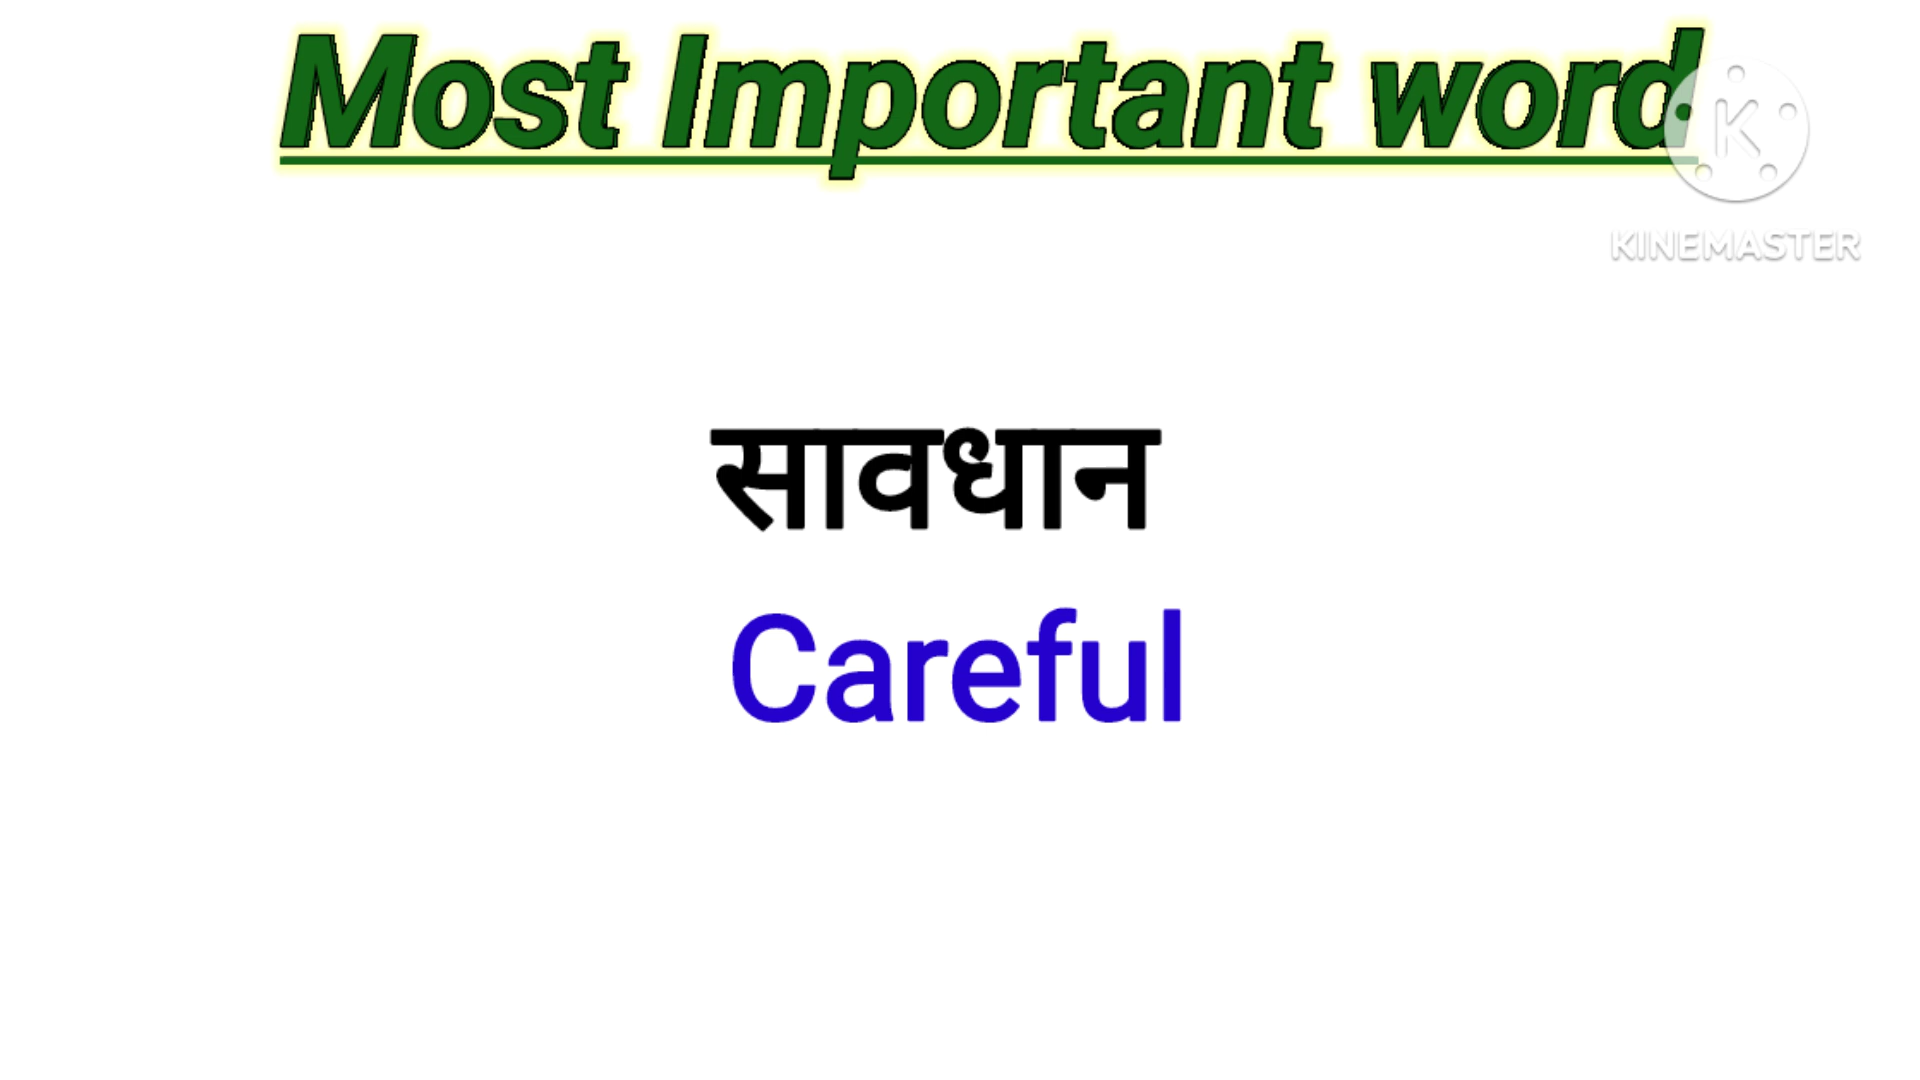 Most Important word
K
KINEMASTER
सावधान
Careful